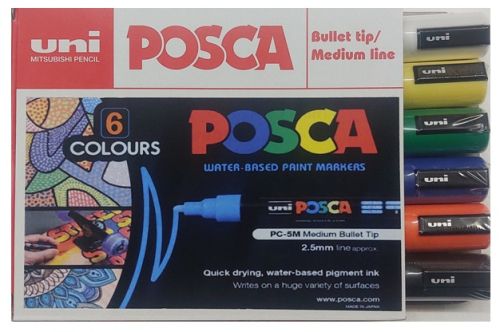 uni
MITSUBISHI PENCIL
POSCA
Bullet tip/
Medium line
6
COLOURS
POSCA
WATER-BASED PAINT MARKERS
uni POSCA
PC-5M Medium Bullet Tip
2.5mm line approx.
Quick drying, water-based pigment ink
Writes on a huge variety of surfaces
www.posca.com
MADE IN JAPAN
uni
uni
uni
uni
uni